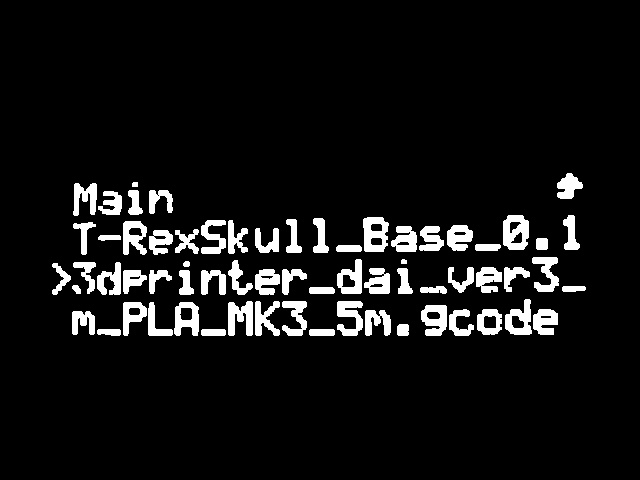 Main
T-RexSkull_Base_0.1
>3dprinter_dai_ver3_
m_PLA_MK3_5m.gcode